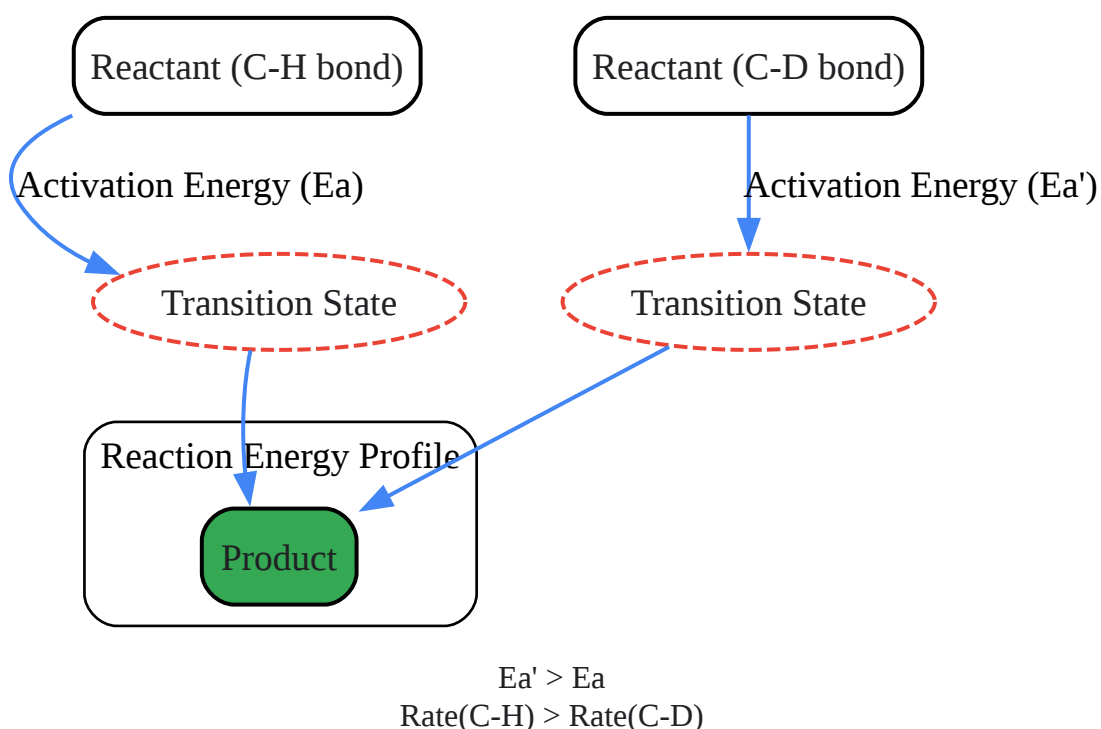 Reactant (C-H bond)
Reactant (C-D bond)
Activation Energy (Ea)
Activation Energy (Ea')
Transition State
Transition State
Reaction Energy Profile
Product
Ea' > Ea
Rate(C-H) > Rate(C-D)